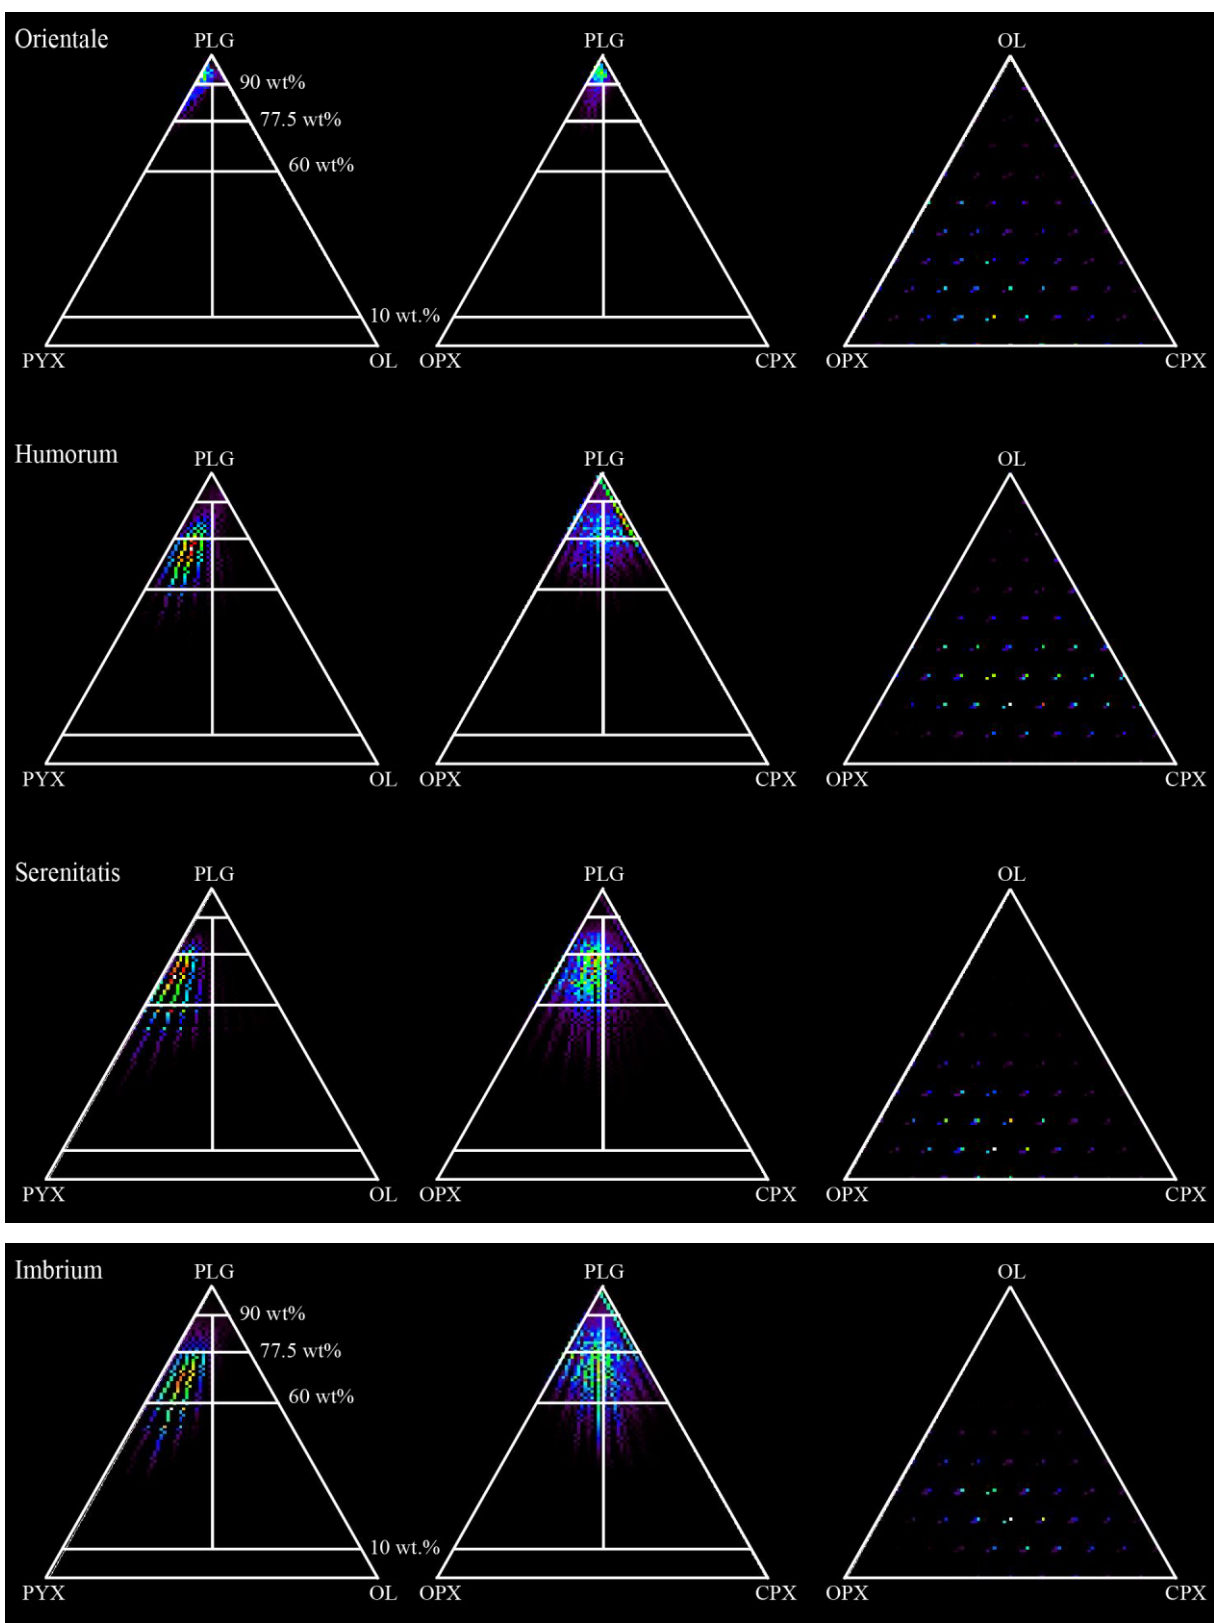 Orientale
PLG PLG OL
90 wt%
77.5 wt%
60 wt%
10 wt.%
PYX OL OPX CPX OPX CPX
Humorum
PLG PLG OL
PYX OL OPX CPX OPX CPX
Serenitatis
PLG PLG OL
PYX OL OPX CPX OPX CPX
Imbrium
PLG PLG OL
90 wt%
77.5 wt%
60 wt%
10 wt.%
PYX OL OPX CPX OPX CPX